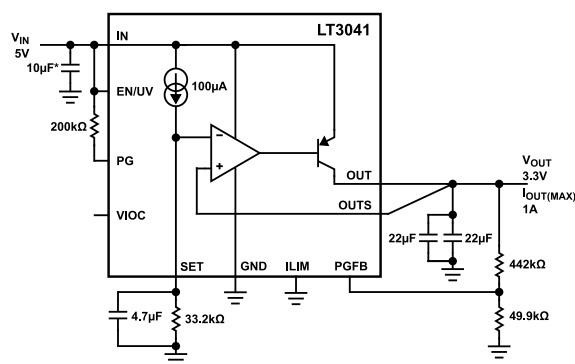 LT3041
V_IN
5V
IN
10µF*
100µA
EN/UV
200kΩ
PG
−
+
OUT
V_OUT
3.3V
I_OUT(MAX)
1A
VIOC
OUTS
22µF
22µF
SET
GND
ILIM
PGFB
442kΩ
4.7µF
33.2kΩ
49.9kΩ